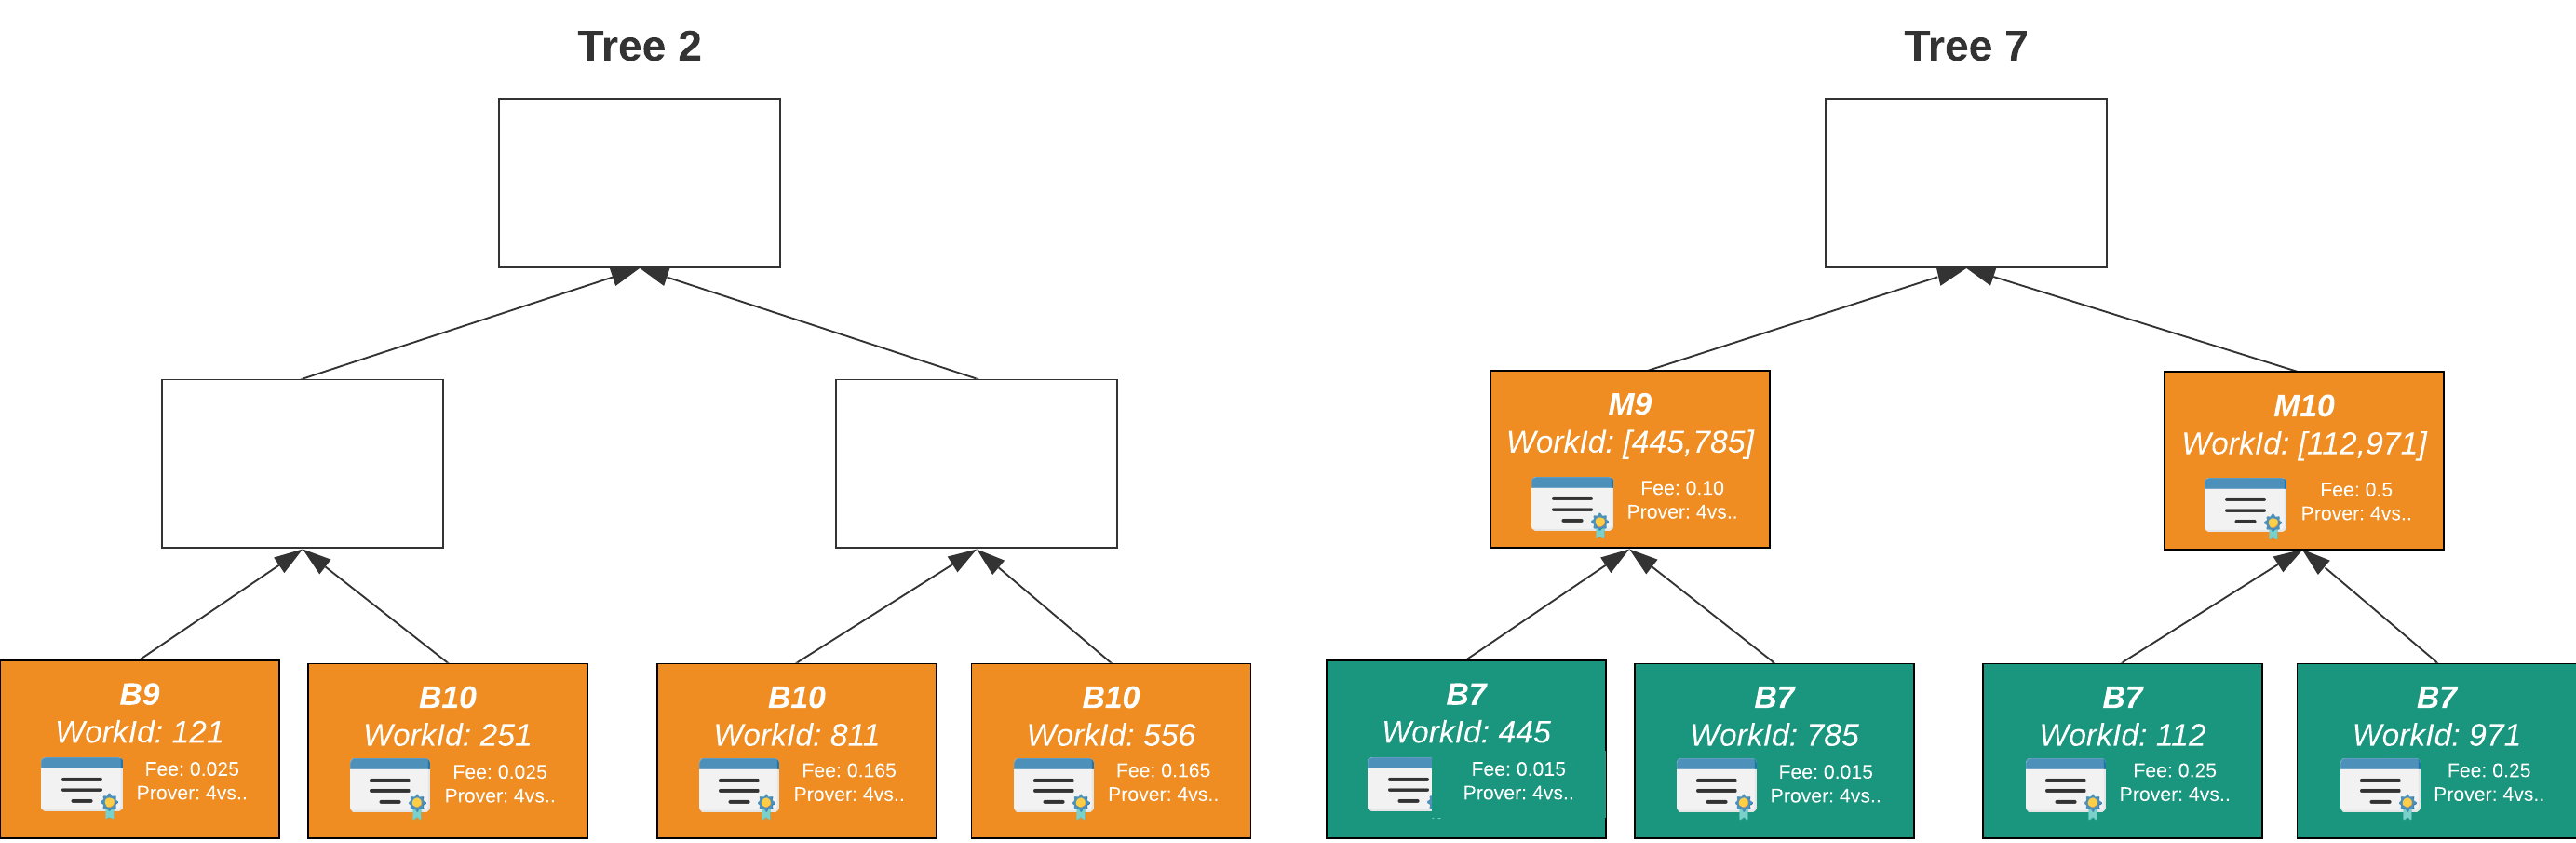 Tree 2
Tree 7
M9
WorkId: [445,785]
Fee: 0.10
Prover: 4vs..
M10
WorkId: [112,971]
Fee: 0.5
Prover: 4vs..
B9
WorkId: 121
Fee: 0.025
Prover: 4vs..
B10
WorkId: 251
Fee: 0.025
Prover: 4vs..
B10
WorkId: 811
Fee: 0.165
Prover: 4vs..
B10
WorkId: 556
Fee: 0.165
Prover: 4vs..
B7
WorkId: 445
Fee: 0.015
Prover: 4vs..
B7
WorkId: 785
Fee: 0.015
Prover: 4vs..
B7
WorkId: 112
Fee: 0.25
Prover: 4vs..
B7
WorkId: 971
Fee: 0.25
Prover: 4vs..